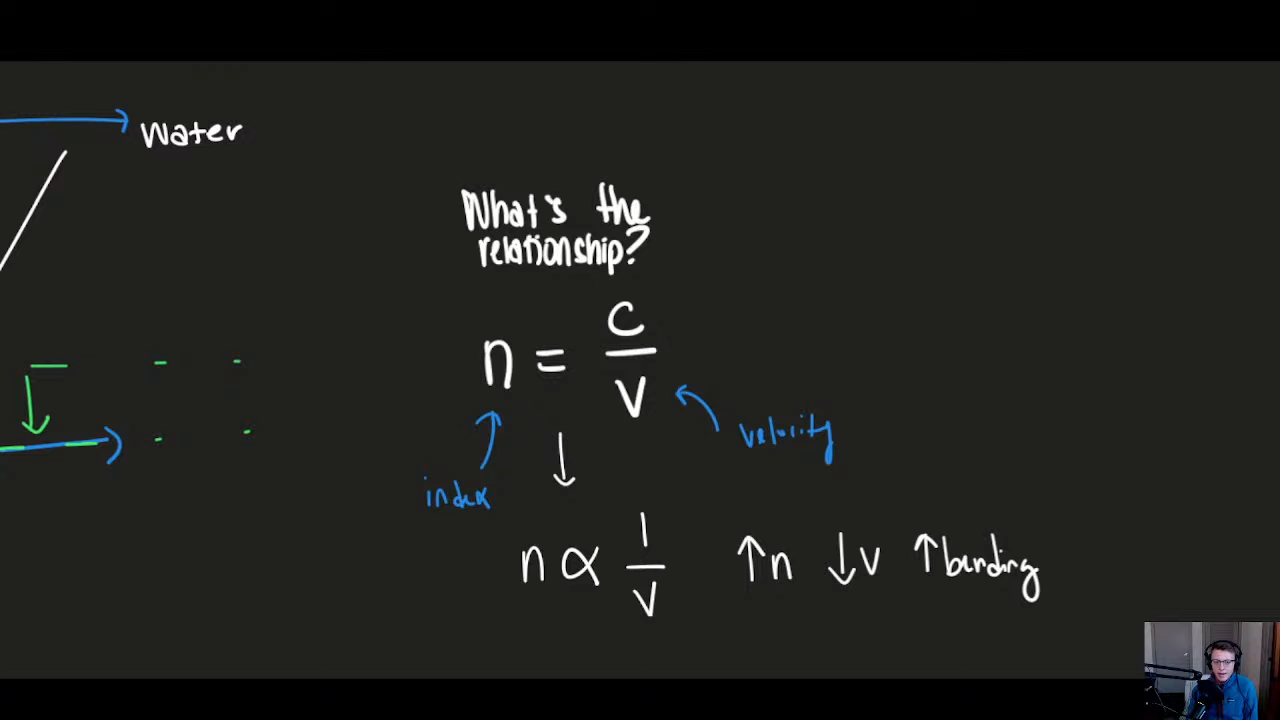 Water
What's the
relationship?
n = c/v
velocity
index
n ∝ 1/v ↑n ↓v ↑bending